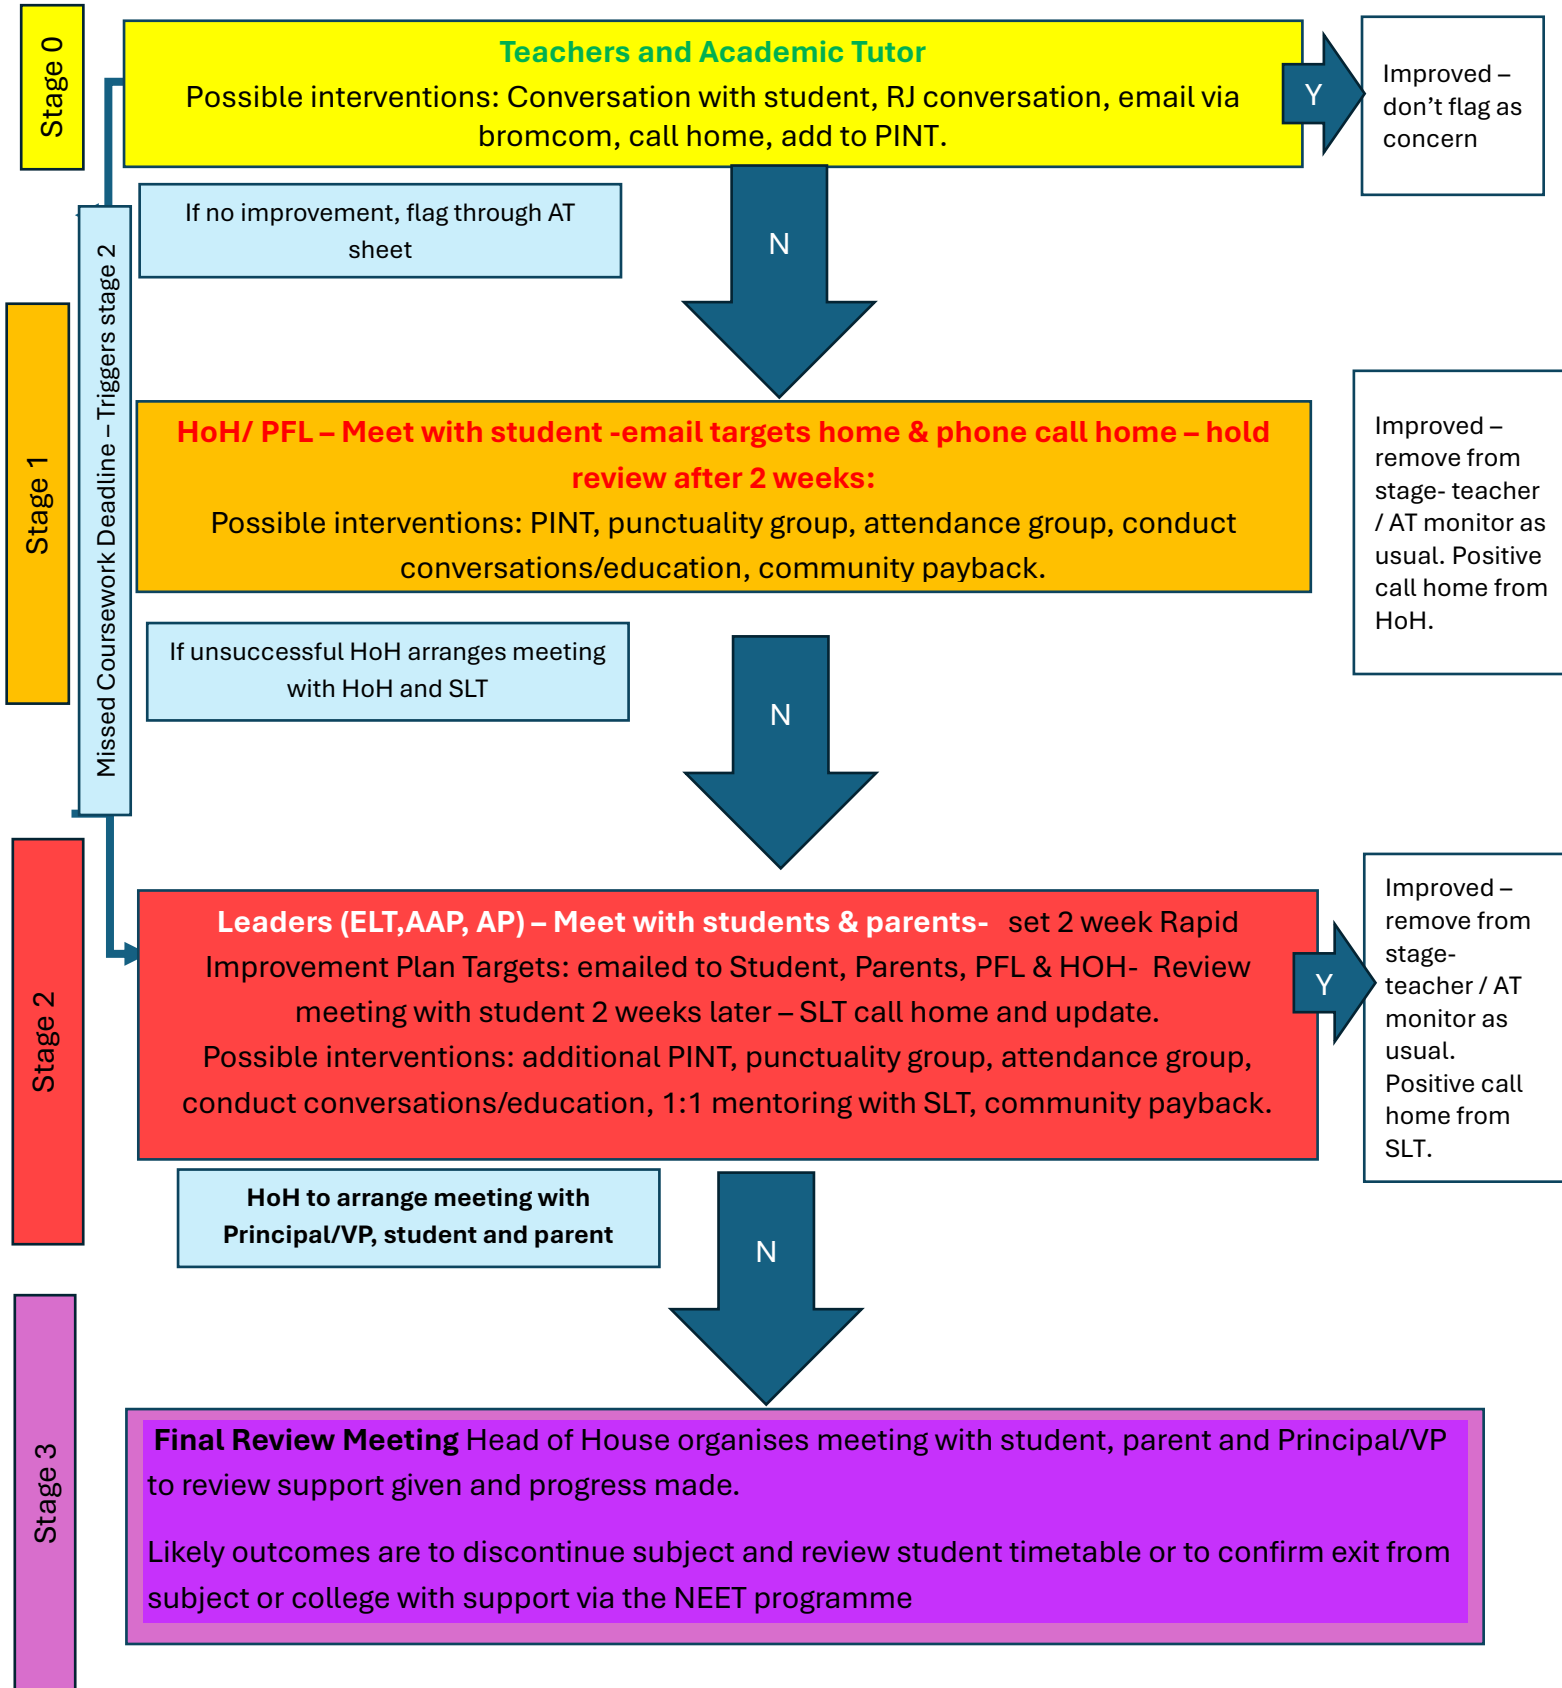 Stage 0
Teachers and Academic Tutor
Possible interventions: Conversation with student, RJ conversation, email via
bromcom, call home, add to PINT.
Y
Improved –
don’t flag as
concern
If no improvement, flag through AT
sheet
N
Missed Coursework Deadline – Triggers stage 2
Stage 1
HoH/ PFL – Meet with student -email targets home & phone call home – hold
review after 2 weeks:
Possible interventions: PINT, punctuality group, attendance group, conduct
conversations/education, community payback.
Improved –
remove from
stage- teacher
/ AT monitor as
usual. Positive
call home from
HoH.
If unsuccessful HoH arranges meeting
with HoH and SLT
N
Stage 2
Leaders (ELT,AAP, AP) – Meet with students & parents- set 2 week Rapid
Improvement Plan Targets: emailed to Student, Parents, PFL & HOH- Review
meeting with student 2 weeks later – SLT call home and update.
Possible interventions: additional PINT, punctuality group, attendance group,
conduct conversations/education, 1:1 mentoring with SLT, community payback.
Y
Improved –
remove from
stage-
teacher / AT
monitor as
usual.
Positive call
home from
SLT.
HoH to arrange meeting with
Principal/VP, student and parent
N
Stage 3
Final Review Meeting Head of House organises meeting with student, parent and Principal/VP
to review support given and progress made.
Likely outcomes are to discontinue subject and review student timetable or to confirm exit from
subject or college with support via the NEET programme